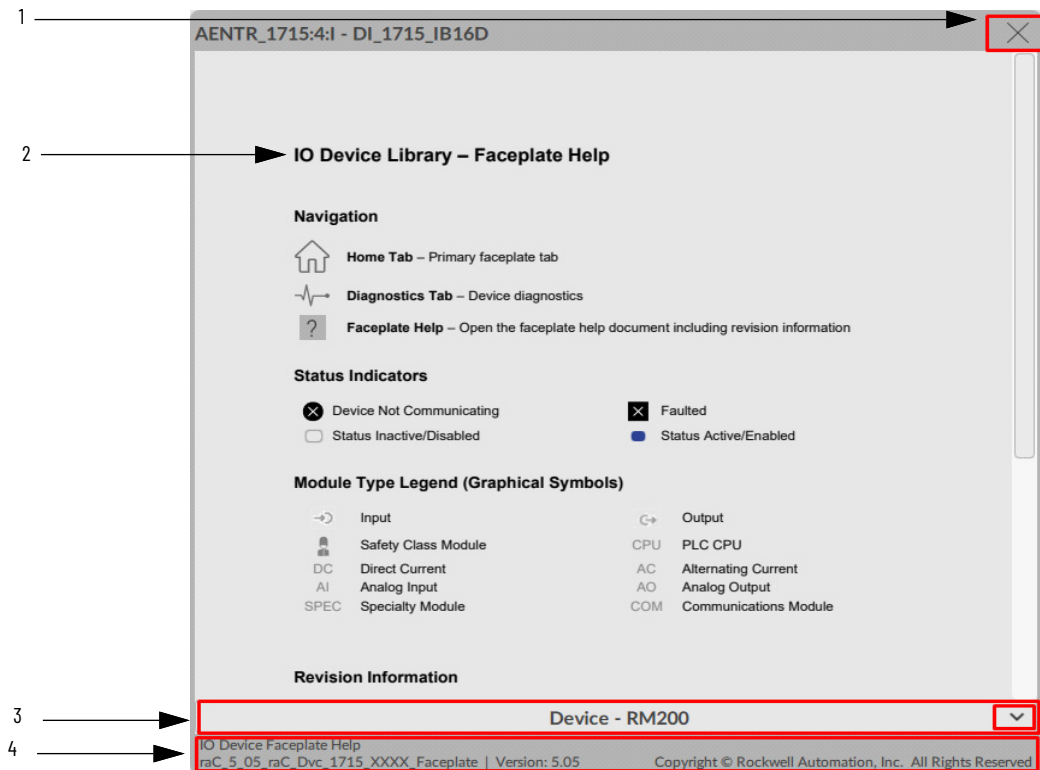 1
AENTR_1715:4:I - DI_1715_IB16D
2
IO Device Library – Faceplate Help
Navigation
Home Tab – Primary faceplate tab
Diagnostics Tab – Device diagnostics
? Faceplate Help – Open the faceplate help document including revision information
Status Indicators
Device Not Communicating Faulted
Status Inactive/Disabled Status Active/Enabled
Module Type Legend (Graphical Symbols)
Input Output
Safety Class Module CPU PLC CPU
DC Direct Current AC Alternating Current
AI Analog Input AO Analog Output
SPEC Specialty Module COM Communications Module
Revision Information
3 Device - RM200
4 IO Device Faceplate Help
raC_5_05_raC_Dvc_1715_XXXX_Faceplate | Version: 5.05 Copyright © Rockwell Automation, Inc. All Rights Reserved